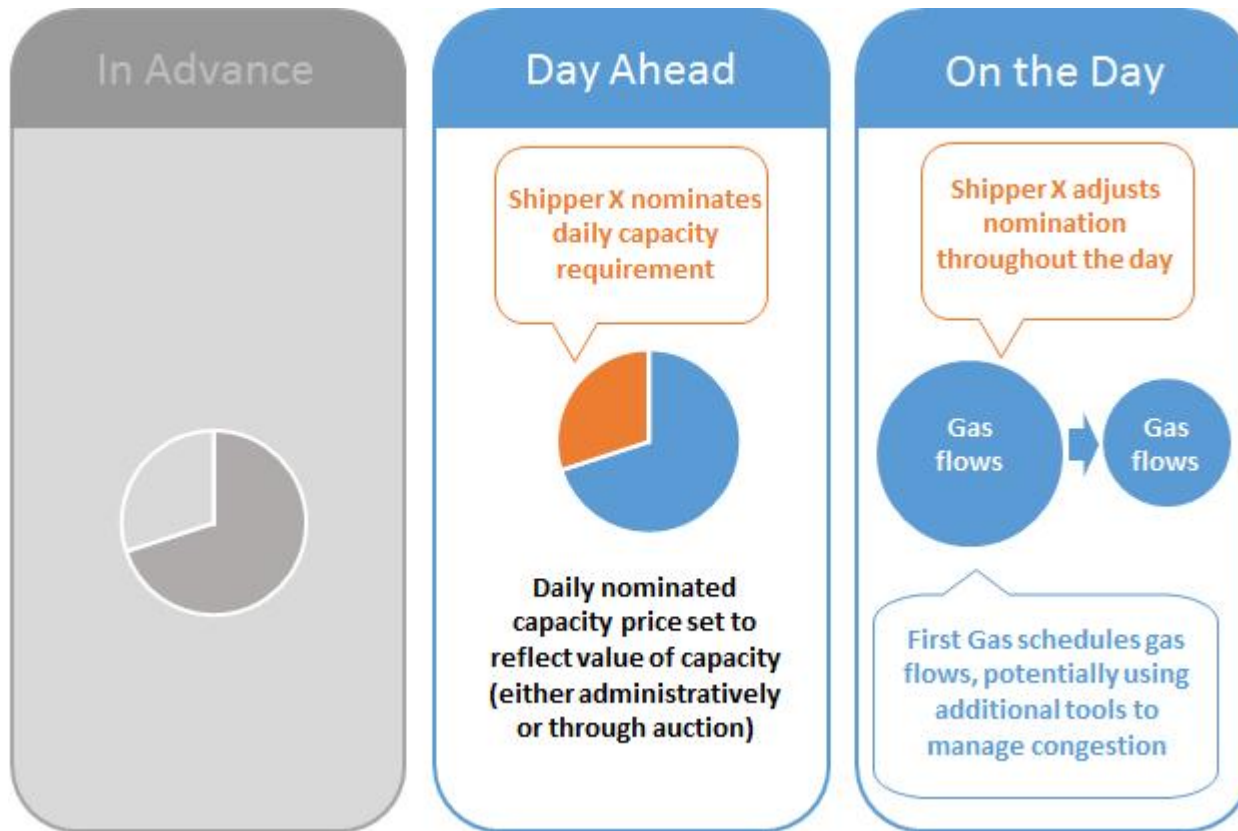 In Advance
Day Ahead
Shipper X nominates
daily capacity
requirement
Daily nominated
capacity price set to
reflect value of capacity
(either administratively
or through auction)
On the Day
Shipper X adjusts
nomination
throughout the day
Gas
flows
Gas
flows
First Gas schedules gas
flows, potentially using
additional tools to
manage congestion